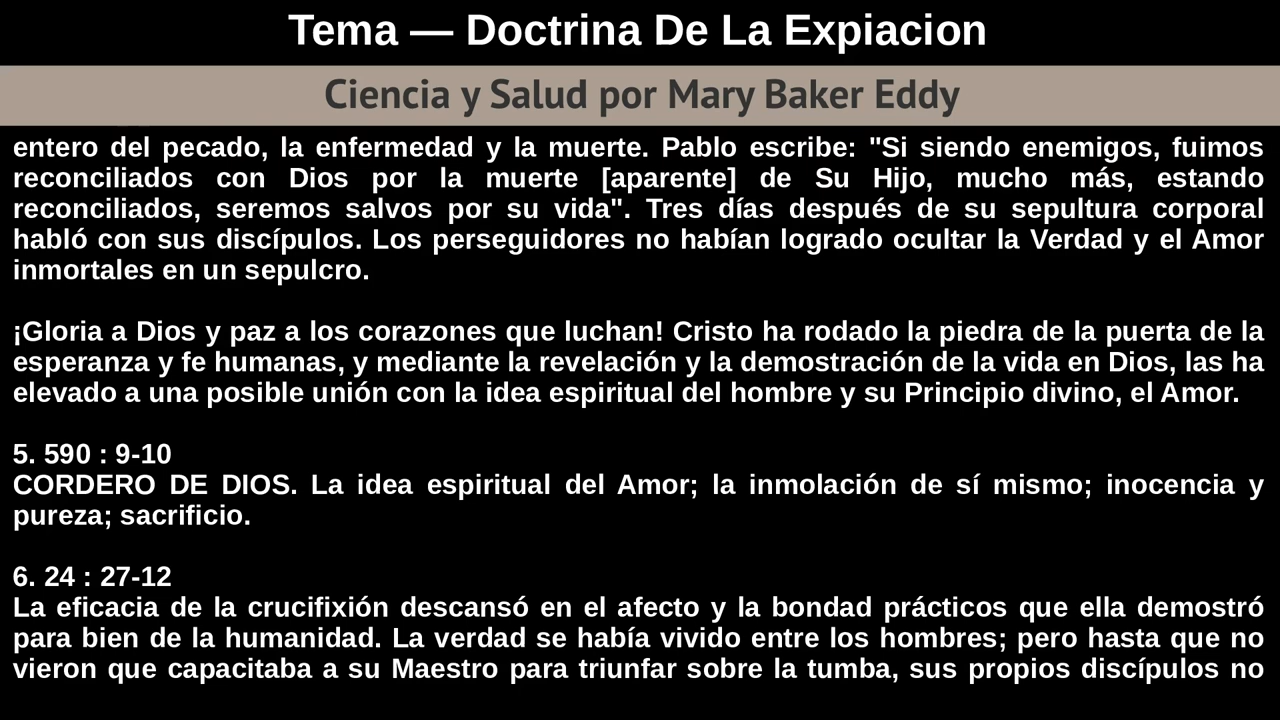 Tema — Doctrina De La Expiacion
Ciencia y Salud por Mary Baker Eddy
entero del pecado, la enfermedad y la muerte. Pablo escribe: "Si siendo enemigos, fuimos
reconciliados con Dios por la muerte [aparente] de Su Hijo, mucho más, estando
reconciliados, seremos salvos por su vida". Tres días después de su sepultura corporal
habló con sus discípulos. Los perseguidores no habían logrado ocultar la Verdad y el Amor
inmortales en un sepulcro.
¡Gloria a Dios y paz a los corazones que luchan! Cristo ha rodado la piedra de la puerta de la
esperanza y fe humanas, y mediante la revelación y la demostración de la vida en Dios, las ha
elevado a una posible unión con la idea espiritual del hombre y su Principio divino, el Amor.
5. 590 : 9-10
CORDERO DE DIOS. La idea espiritual del Amor; la inmolación de sí mismo; inocencia y
pureza; sacrificio.
6. 24 : 27-12
La eficacia de la crucifixión descansó en el afecto y la bondad prácticos que ella demostró
para bien de la humanidad. La verdad se había vivido entre los hombres; pero hasta que no
vieron que capacitaba a su Maestro para triunfar sobre la tumba, sus propios discípulos no